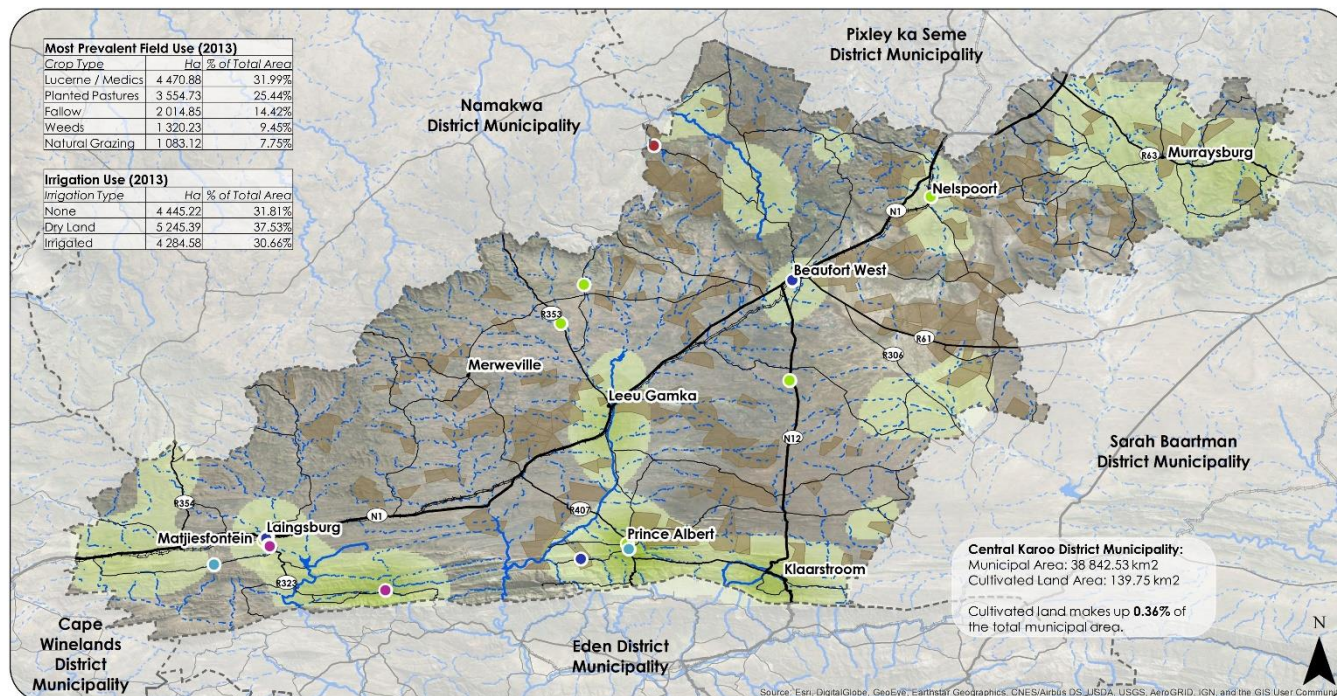 Most Prevalent Field Use (2013)
Crop Type Ha % of Total Area
Lucerne / Medics 4 470.88 31.99%
Planted Pastures 3 554.73 25.44%
Fallow 2 014.85 14.42%
Weeds 1 320.23 9.45%
Natural Grazing 1 083.12 7.75%
Irrigation Use (2013)
Irrigation Type Ha % of Total Area
None 4 445.22 31.81%
Dry Land 5 245.39 37.53%
Irrigated 4 284.58 30.66%
Pixley ka Seme
District Municipality
Namakwa
District Municipality
R63
Murraysburg
Nelspoort
N1
Beaufort West
R353
R61
R306
Merweville
Leeu Gamka
N12
Sarah Baartman
District Municipality
R354
N1
R407
Laingsburg
Matjiesfontein
Prince Albert
Klaarstroom
R323
Central Karoo District Municipality:
Municipal Area: 38 842.53 km2
Cultivated Land Area: 139.75 km2
Cultivated land makes up 0.36% of
the total municipal area.
Cape
Winelands
District
Municipality
Eden District
Municipality
N
Source: Esri, DigitalGlobe, GeoEye, Earthstar Geographics, CNES/Airbus DS, USDA, USGS, AeroGRID, IGN, and the GIS User Community